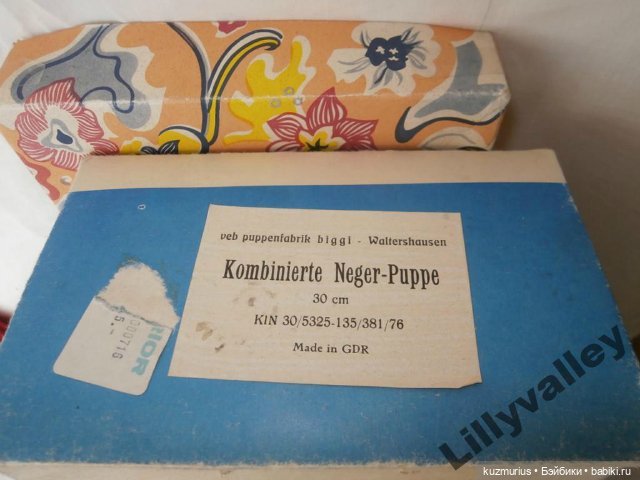 veb puppenfabrik biggi - Waltershausen
Kombinierte Neger-Puppe
30 cm
KIN 30/5325-135/381/76
Made in GDR
Lillyvalley
kuzmurius • Бэйбики • babiki.ru